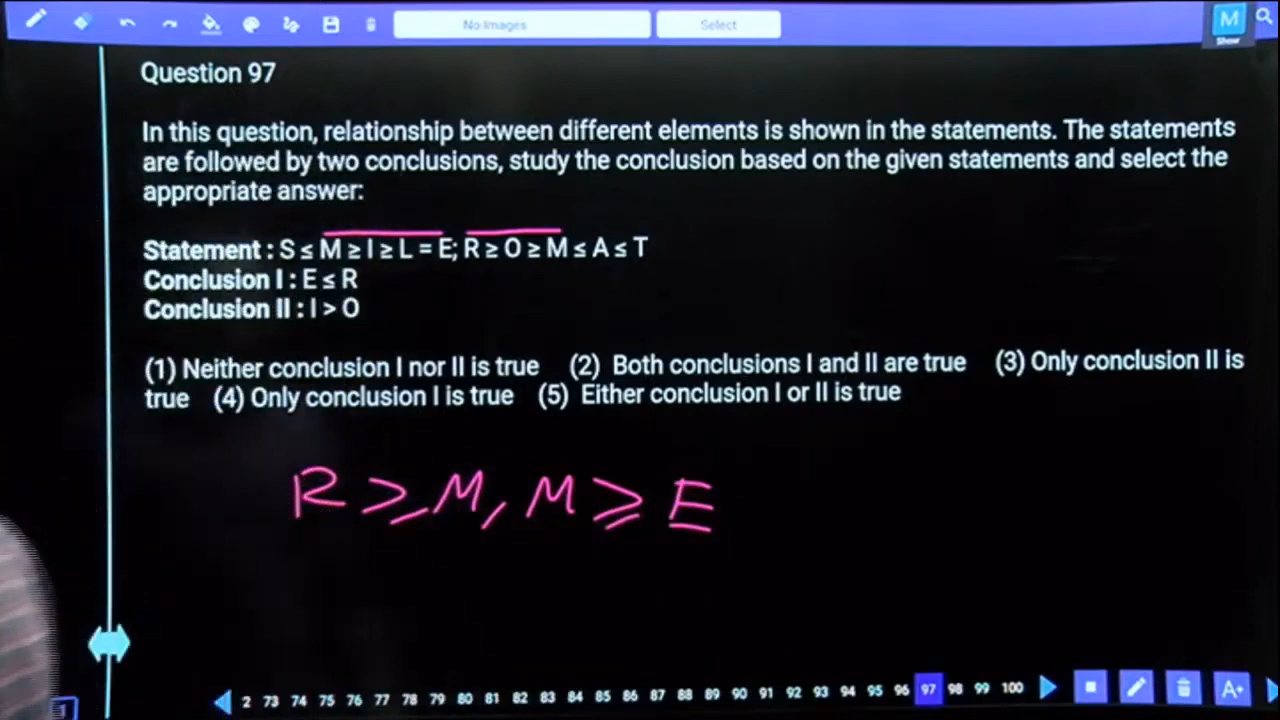 No Images
Select
M
Show
Question 97
In this question, relationship between different elements is shown in the statements. The statements
are followed by two conclusions, study the conclusion based on the given statements and select the
appropriate answer:
Statement : S ≤ M ≥ I ≥ L = E; R ≥ O ≥ M ≤ A ≤ T
Conclusion I : E ≤ R
Conclusion II : I > O
(1) Neither conclusion I nor II is true (2) Both conclusions I and II are true (3) Only conclusion II is
true (4) Only conclusion I is true (5) Either conclusion I or II is true
R ≥ M, M ≥ E
2 73 74 75 76 77 78 79 80 81 82 83 84 85 86 87 88 89 90 91 92 93 94 95 96 97 98 99 100
A+